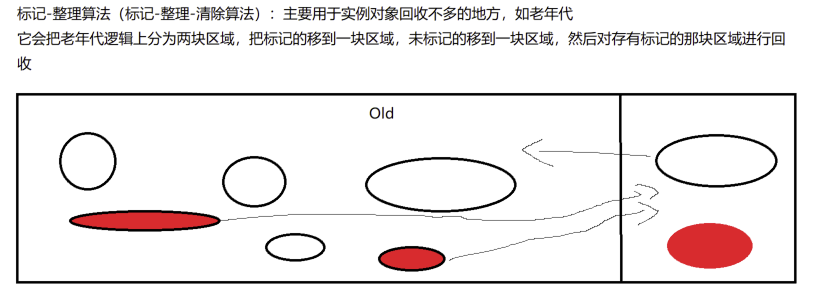 标记-整理算法（标记-整理-清除算法）：主要用于实例对象回收不多的地方，如老年代
它会把老年代逻辑上分为两块区域，把标记的移到一块区域，未标记的移到一块区域，然后对存有标记的那块区域进行回
收
Old